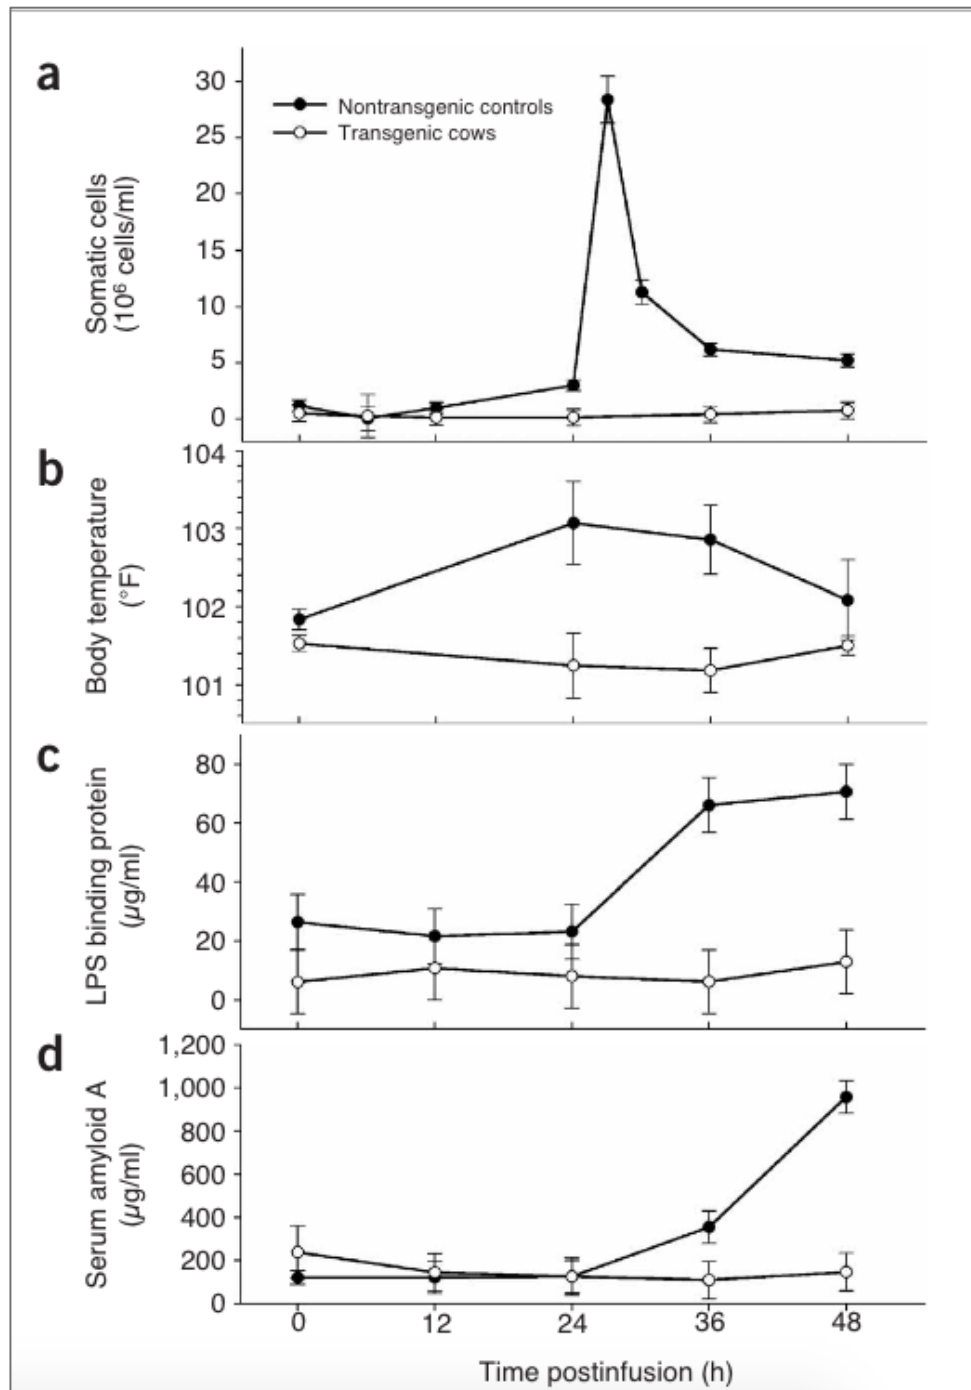 a
30
25
20
15
10
5
0
Somatic cells
(10⁶ cells/ml)
Nontransgenic controls
Transgenic cows
b
104
103
102
101
Body temperature
(°F)
c
80
60
40
20
0
LPS binding protein
(µg/ml)
d
1,200
1,000
800
600
400
200
0
Serum amyloid A
(µg/ml)
0 12 24 36 48
Time postinfusion (h)